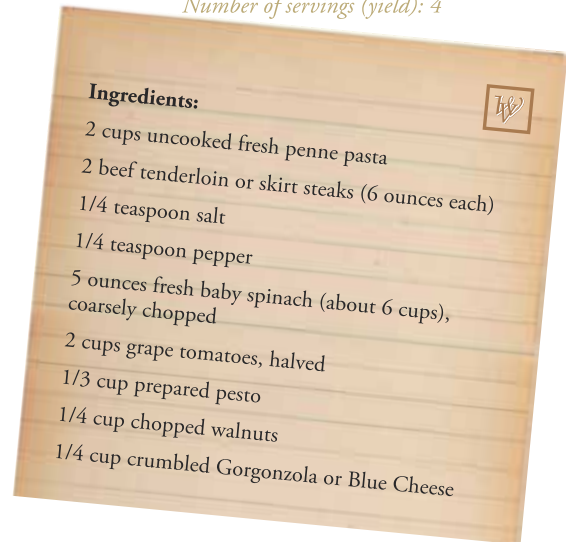 Number of servings (yield): 4
Ingredients:
2 cups uncooked fresh penne pasta
2 beef tenderloin or skirt steaks (6 ounces each)
1/4 teaspoon salt
1/4 teaspoon pepper
5 ounces fresh baby spinach (about 6 cups),
coarsely chopped
2 cups grape tomatoes, halved
1/3 cup prepared pesto
1/4 cup chopped walnuts
1/4 cup crumbled Gorgonzola or Blue Cheese